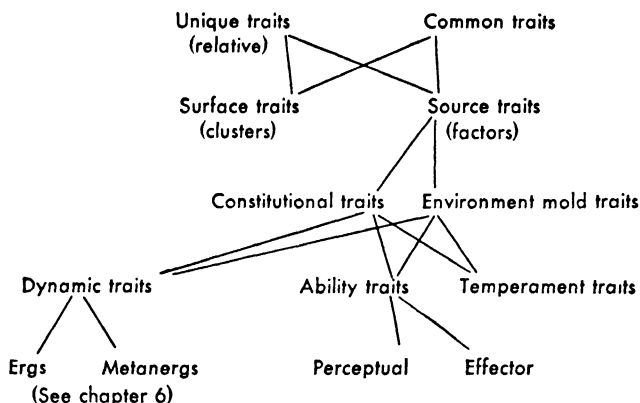 Unique traits
(relative)
Common traits
Surface traits
(clusters)
Source traits
(factors)
Constitutional traits
Environment mold traits
Dynamic traits
Ability traits
Temperament traits
Ergs
Metanergs
(See chapter 6)
Perceptual
Effector